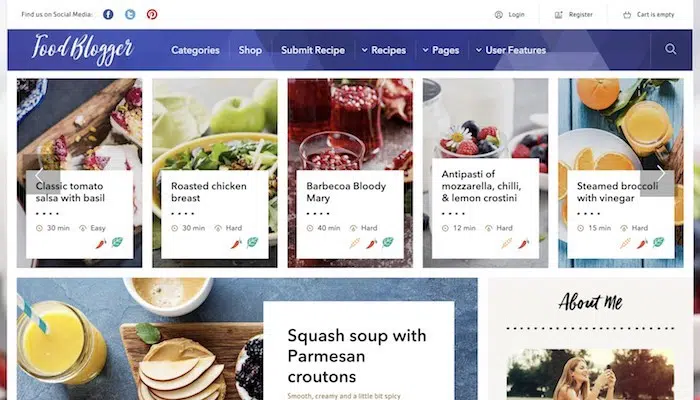 Find us on Social Media:
Login
Register
Cart is empty
Food Blogger
Categories
Shop
Submit Recipe
Recipes
Pages
User Features
Classic tomato
salsa with basil
30 min
Easy
Roasted chicken
breast
30 min
Hard
Barbecoa Bloody
Mary
40 min
Hard
Antipasti of
mozzarella, chilli,
& lemon crostini
12 min
Hard
Steamed broccoli
with vinegar
15 min
Hard
Squash soup with
Parmesan
croutons
Smooth, creamy and a little bit spicy
About Me